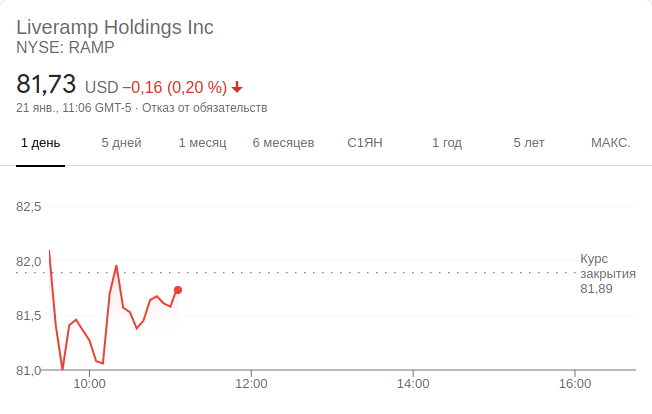 Liveramp Holdings Inc
NYSE: RAMP
81,73 USD −0,16 (0,20 %)
21 янв., 11:06 GMT-5 · Отказ от обязательств
1 день 5 дней 1 месяц 6 месяцев С1ЯН 1 год 5 лет МАКС.
82,5
82,0
81,5
81,0
Курс
закрытия
81,89
10:00 12:00 14:00 16:00